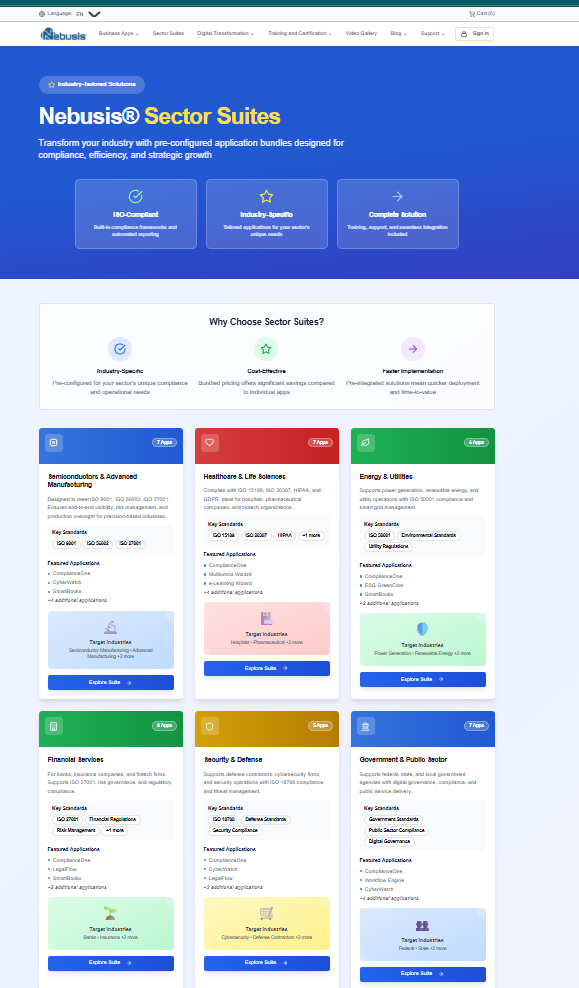 Language: EN
Cart (0)
Nebusis
Business Apps
Sector Suites
Digital Transformation
Training and Certification
Video Gallery
Blog
Support
Sign In
Industry-Tailored Solutions
Nebusis® Sector Suites
Transform your industry with pre-configured application bundles designed for
compliance, efficiency, and strategic growth
ISO-Compliant
Built-in compliance frameworks and
automated reporting
Industry-Specific
Tailored applications for your sector's
unique needs
Complete Solution
Training, support, and seamless integration
included
Why Choose Sector Suites?
Industry-Specific
Pre-configured for your sector's unique compliance
and operational needs
Cost-Effective
Bundled pricing offers significant savings compared
to individual apps
Faster Implementation
Pre-integrated solutions mean quicker deployment
and time-to-value
7 Apps
Semiconductors & Advanced
Manufacturing
Designed to meet ISO 9001, ISO 56002, ISO 27001.
Ensures end-to-end visibility, risk management, and
production oversight for precision-based industries.
Key Standards
ISO 9001
ISO 56002
ISO 27001
Featured Applications
ComplianceOne
CyberWatch
SmartBooks
+4 additional applications
Target Industries
Semiconductor Manufacturing • Advanced
Manufacturing +2 more
Explore Suite
7 Apps
Healthcare & Life Sciences
Complies with ISO 15189, ISO 20387, HIPAA, and
GDPR. Ideal for hospitals, pharmaceutical
companies, and biotech organizations.
Key Standards
ISO 15189
ISO 20387
HIPAA
+1 more
Featured Applications
ComplianceOne
Multiomics Wizard
e-Learning Wizard
+4 additional applications
Target Industries
Hospitals • Pharmaceutical +2 more
Explore Suite
6 Apps
Energy & Utilities
Supports power generation, renewable energy, and
utility operations with ISO 50001 compliance and
smart grid management.
Key Standards
ISO 50001
Environmental Standards
Utility Regulations
Featured Applications
ComplianceOne
ESG GreenCore
SmartBooks
+3 additional applications
Target Industries
Power Generation • Renewable Energy +2 more
Explore Suite
8 Apps
Financial Services
For banks, insurance companies, and fintech firms.
Supports ISO 27001, risk governance, and regulatory
compliance.
Key Standards
ISO 27001
Financial Regulations
Risk Management
+1 more
Featured Applications
ComplianceOne
LegalFlow
SmartBooks
+5 additional applications
Target Industries
Banks • Insurance +2 more
Explore Suite
5 Apps
Security & Defense
Supports defense contractors, cybersecurity firms,
and security operations with ISO 18788 compliance
and threat management.
Key Standards
ISO 18788
Defense Standards
Security Compliance
Featured Applications
ComplianceOne
CyberWatch
LegalFlow
+2 additional applications
Target Industries
Cybersecurity • Defense Contractors +2 more
Explore Suite
7 Apps
Government & Public Sector
Supports federal, state, and local government
agencies with digital governance, compliance, and
public service delivery.
Key Standards
Government Standards
Public Sector Compliance
Digital Governance
Featured Applications
ComplianceOne
Workflow Engine
CyberWatch
+4 additional applications
Target Industries
Federal • State +2 more
Explore Suite